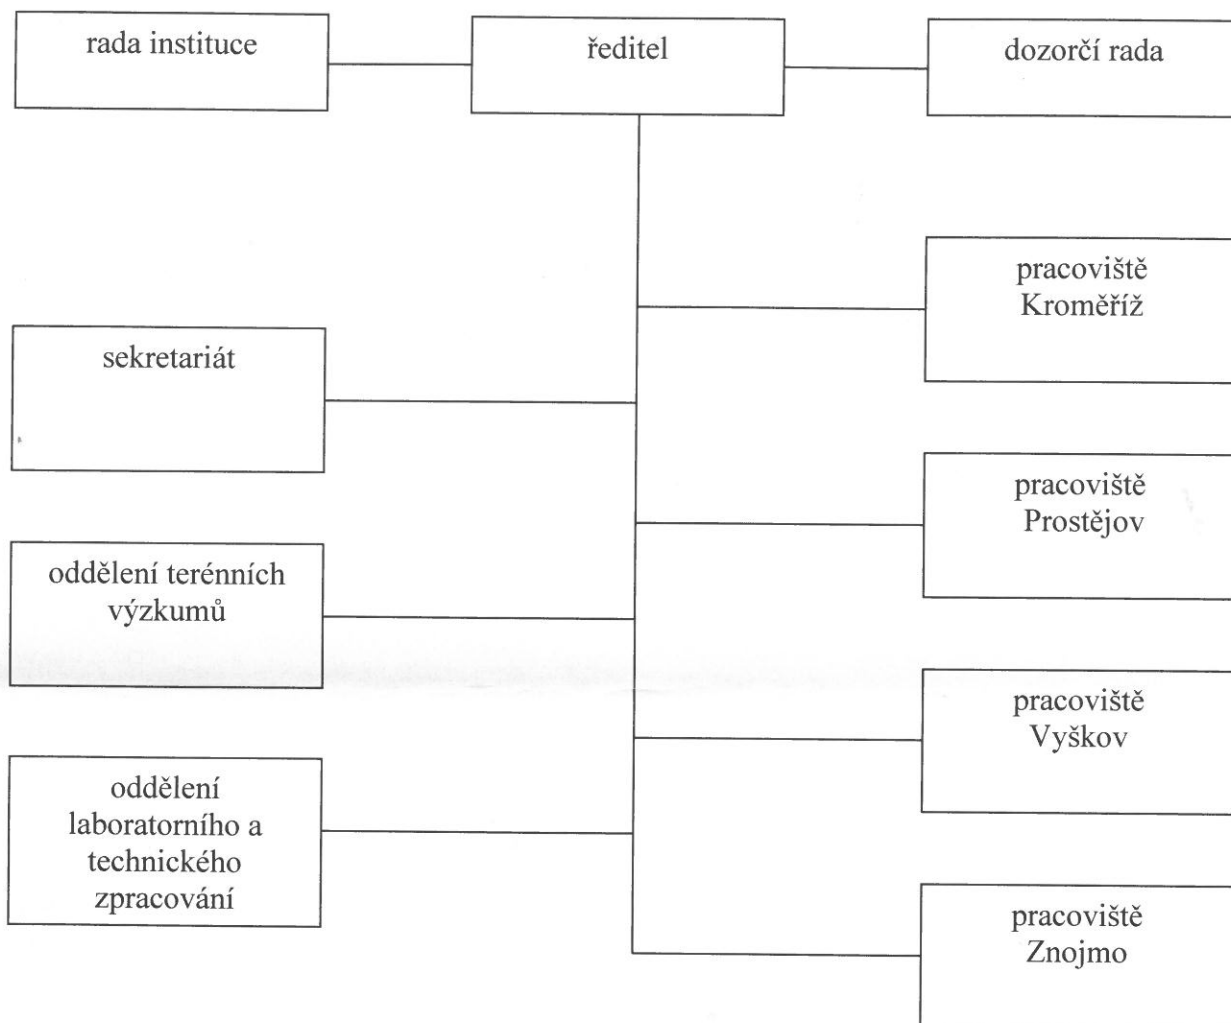 rada instituce
ředitel
dozorčí rada
pracoviště
Kroměříž
sekretariát
pracoviště
Prostějov
oddělení terénních
výzkumů
pracoviště
Vyškov
oddělení
laboratorního a
technického
zpracování
pracoviště
Znojmo